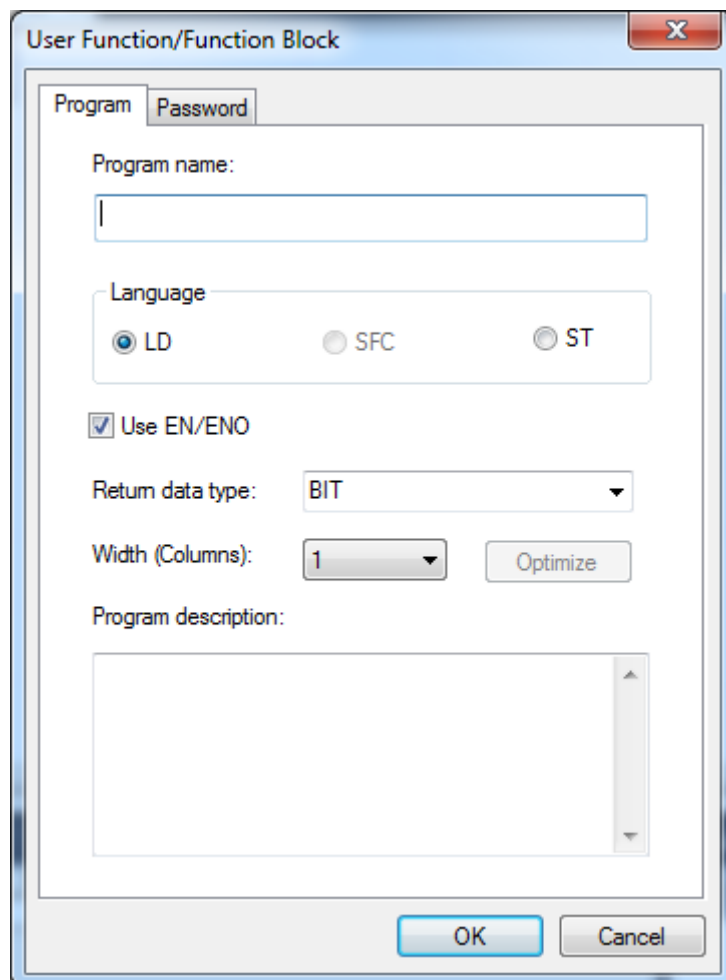 User Function/Function Block
Program Password
Program name:
Language
LD SFC ST
Use EN/ENO
Return data type: BIT
Width (Columns): 1 Optimize
Program description:
OK Cancel